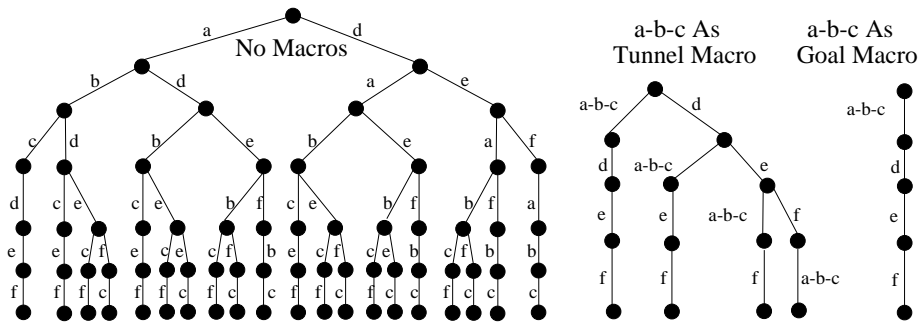 a d
No Macros
a-b-c As
Tunnel Macro
a-b-c As
Goal Macro
b d a e
c d b e b e a f
d c e c e b f c e b f b f a
e e c f e c e c f b e c f c e b c f b b
f f f c f f c f c c f f c f c c f c c c
a-b-c d
d a-b-c e
e e a-b-c f
f f f a-b-c
a-b-c
d
e
f